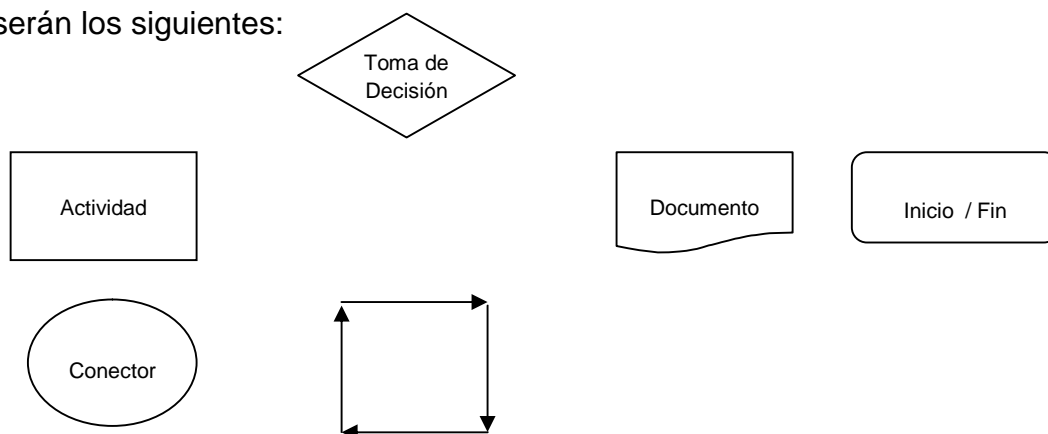 serán los siguientes:
Toma de
Decisión
Actividad
Documento
Inicio / Fin
Conector